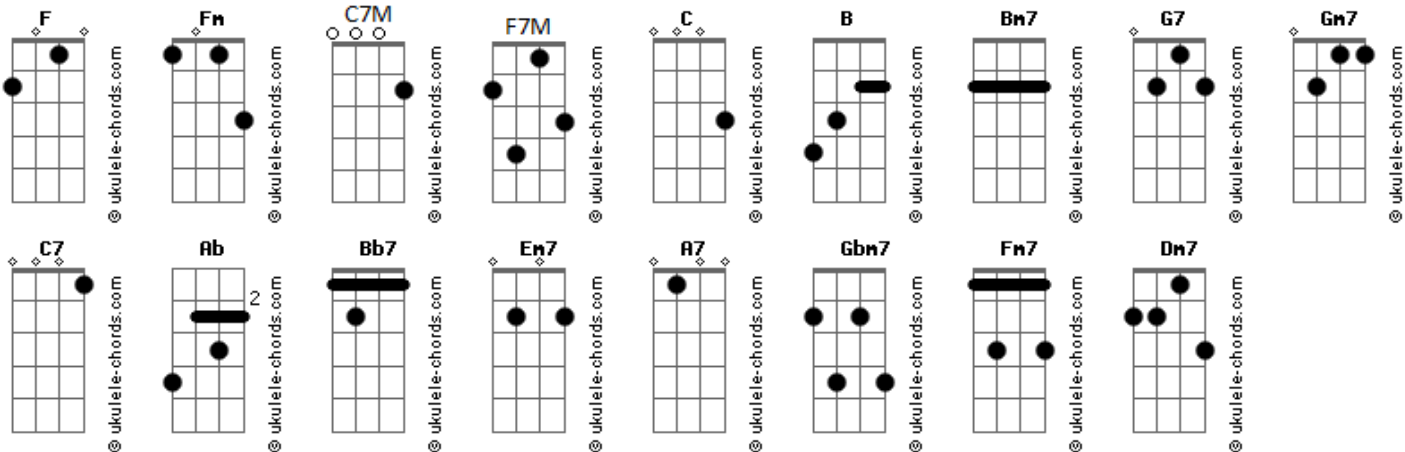 F Fm C7M F7M C B Bm7 G7 Gm7
© ukulele-chords.com © ukulele-chords.com © ukulele-chords.com © ukulele-chords.com © ukulele-chords.com © ukulele-chords.com © ukulele-chords.com © ukulele-chords.com © ukulele-chords.com
C7 Ab Bb7 Em7 A7 Gbm7 Fm7 Dm7
2
© ukulele-chords.com © ukulele-chords.com © ukulele-chords.com © ukulele-chords.com © ukulele-chords.com © ukulele-chords.com © ukulele-chords.com © ukulele-chords.com